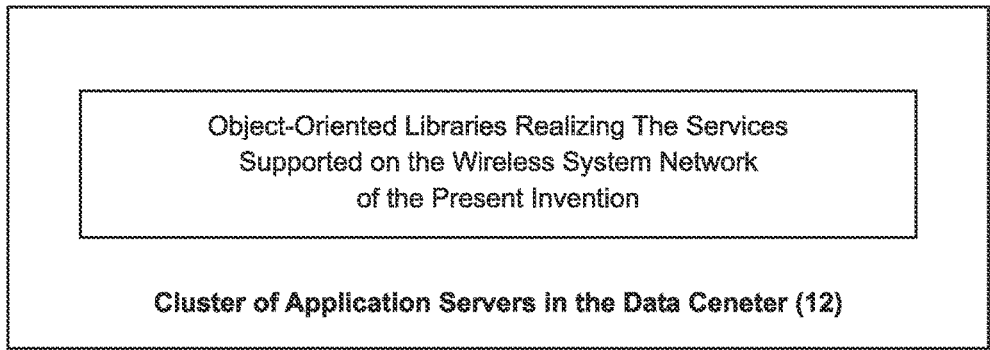 Object-Oriented Libraries Realizing The Services
Supported on the Wireless System Network
of the Present Invention
Cluster of Application Servers in the Data Ceneter (12)